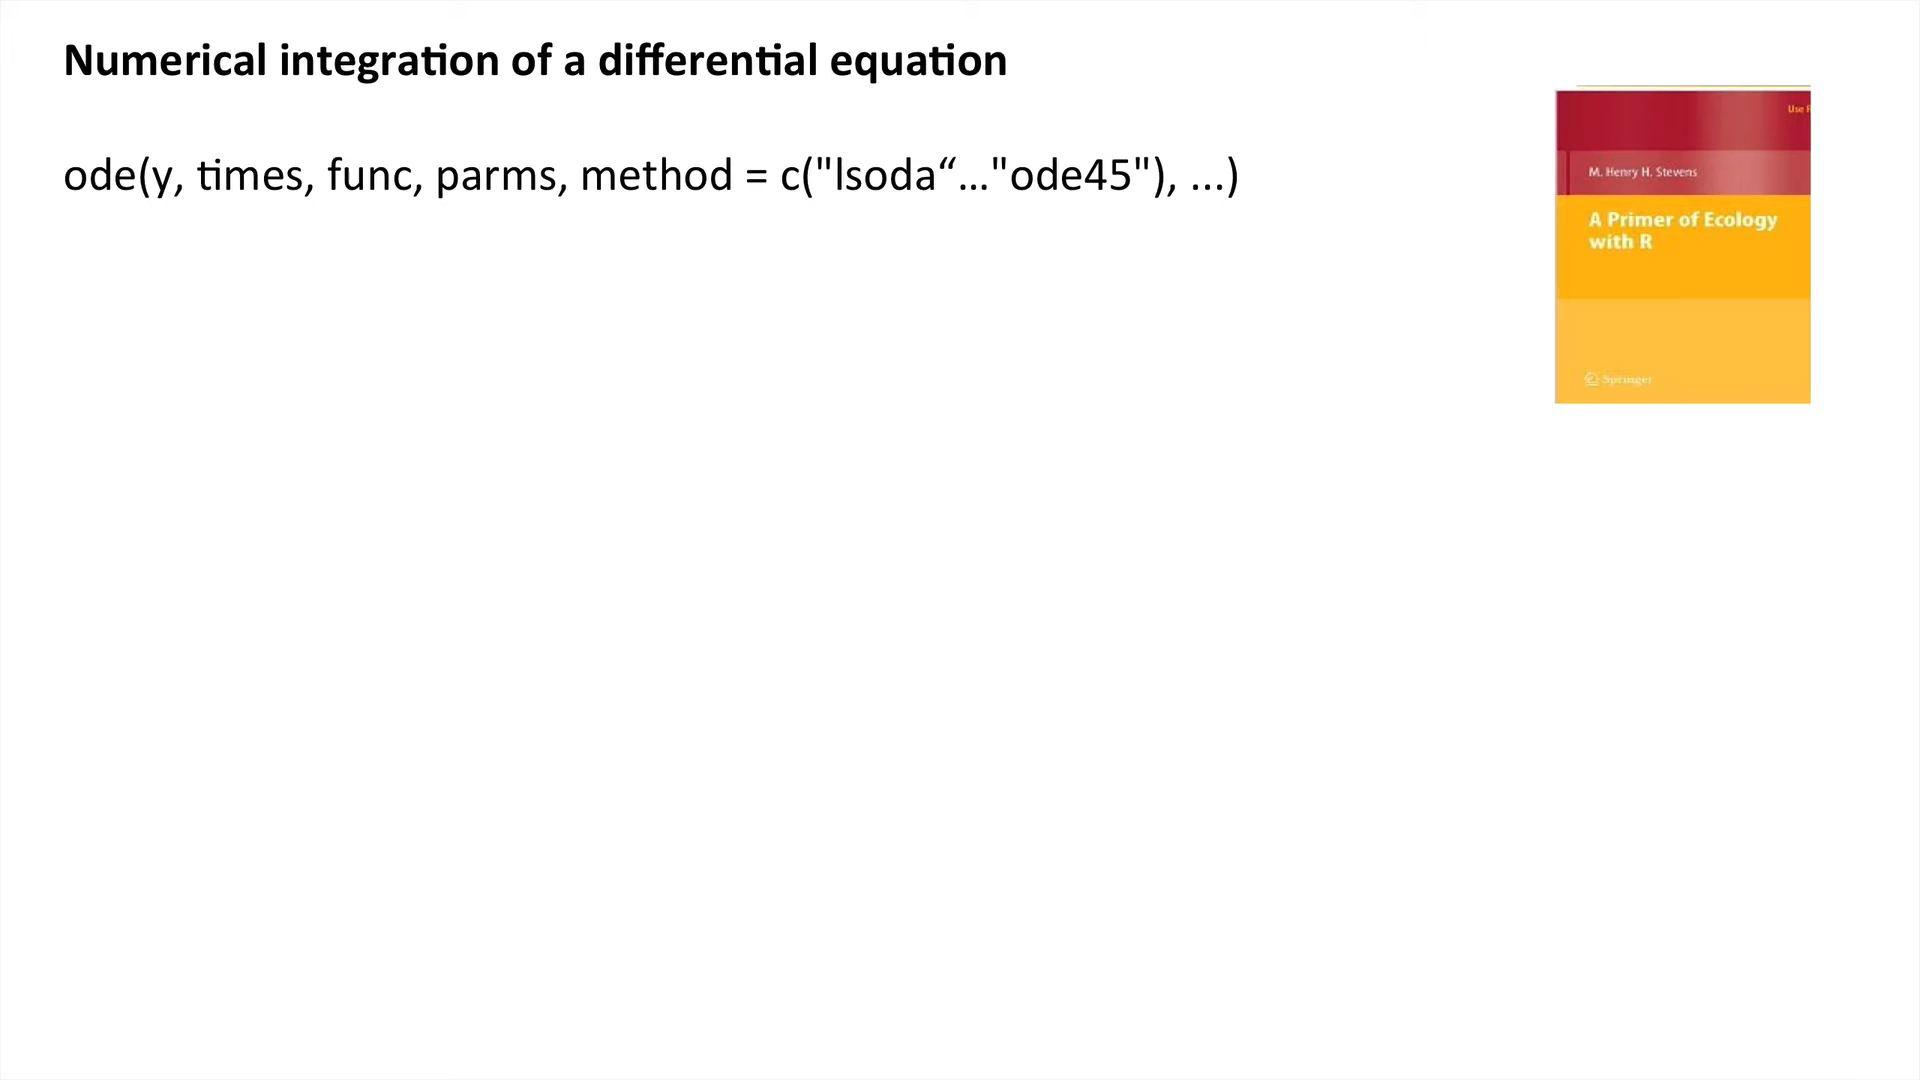 Numerical integration of a differential equation
ode(y, times, func, parms, method = c("lsoda“…"ode45"), ...)
Use R
M. Henry H. Stevens
A Primer of Ecology
with R
Springer